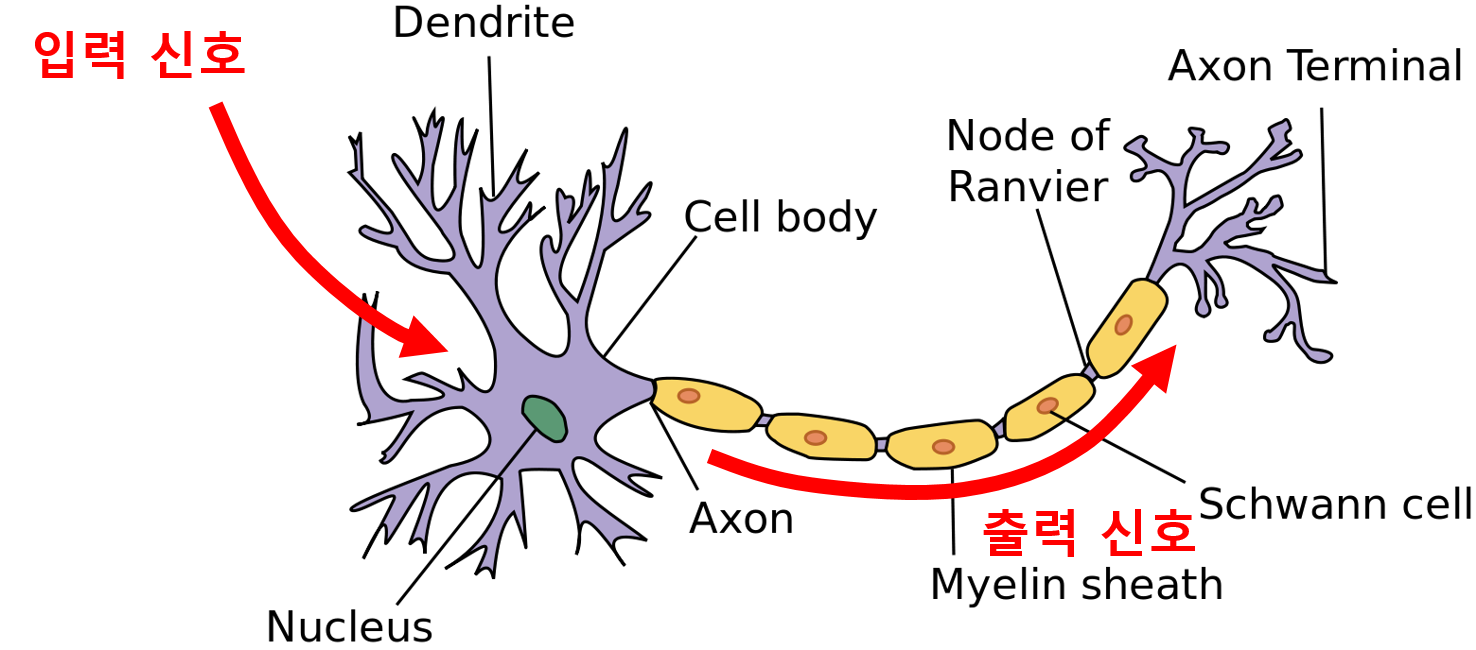 Dendrite
입력 신호
Axon Terminal
Node of
Ranvier
Cell body
Schwann cell
Axon
출력 신호
Myelin sheath
Nucleus